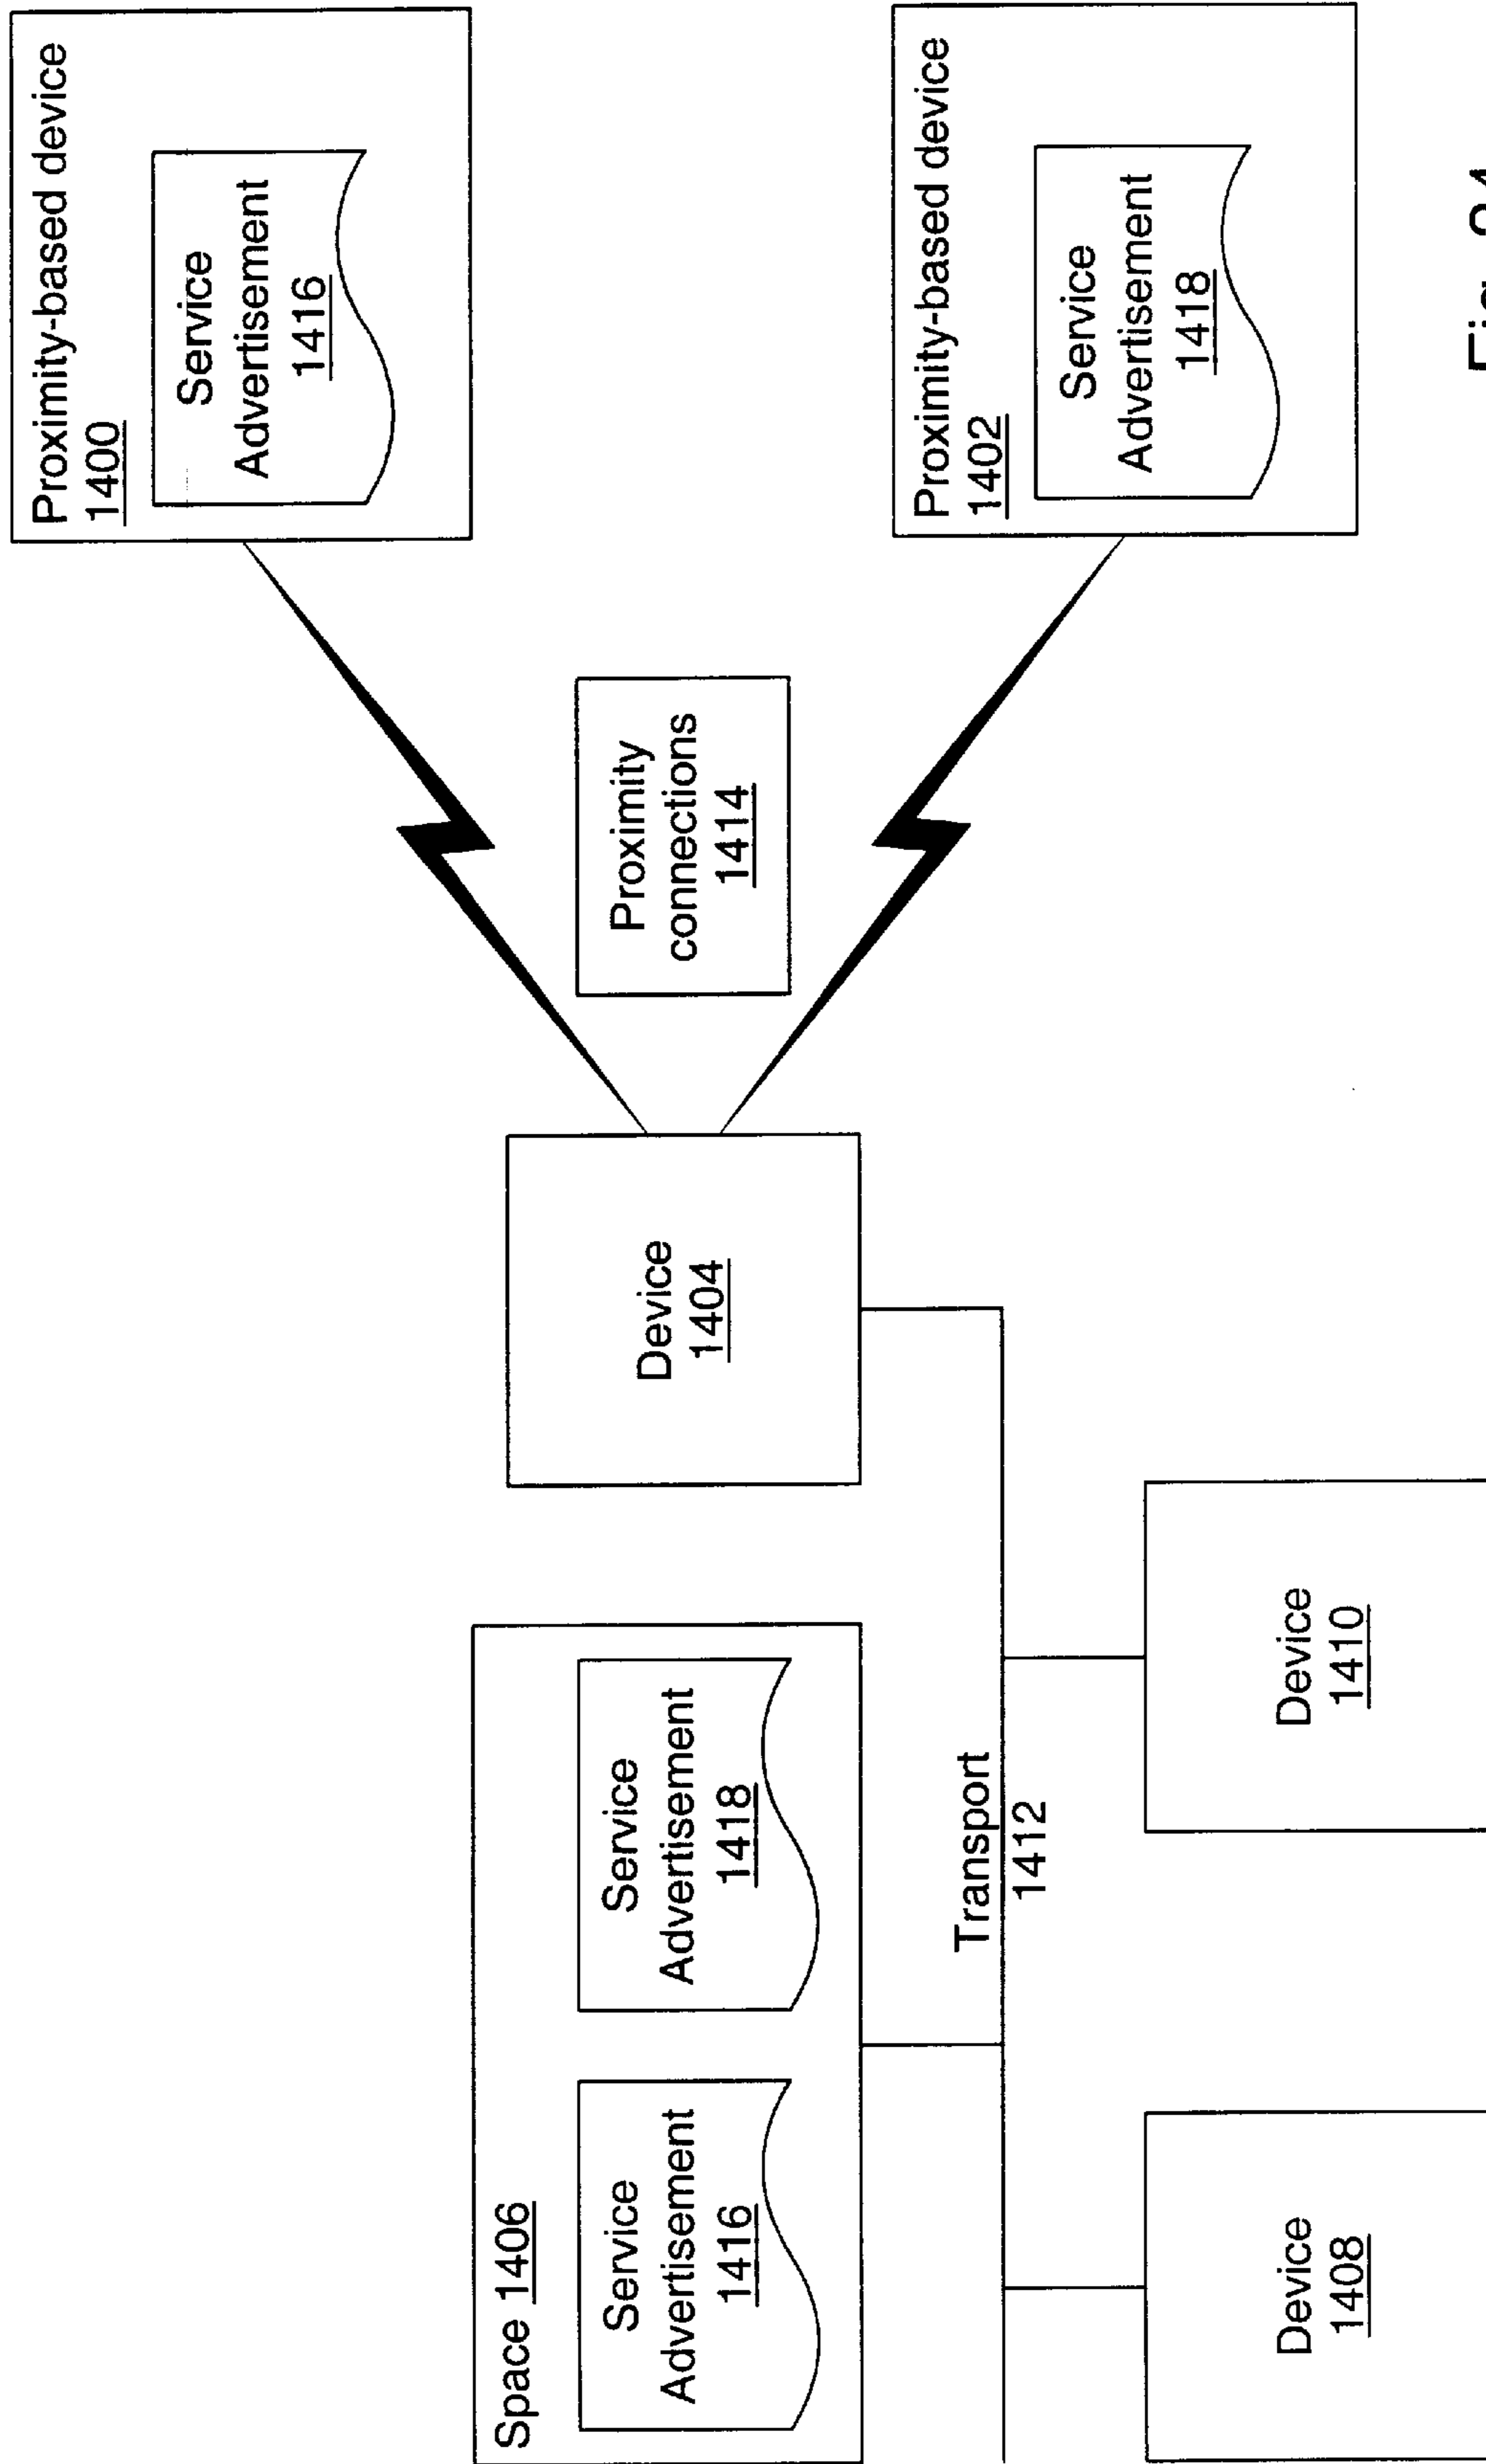 Proximity-based device
1400
Service
Advertisement
1416
Space 1406
Service
Advertisement
1416
Service
Advertisement
1418
Device
1404
Proximity
connections
1414
Proximity-based device
1402
Service
Advertisement
1418
Transport
1412
Device
1408
Device
1410
Fig.